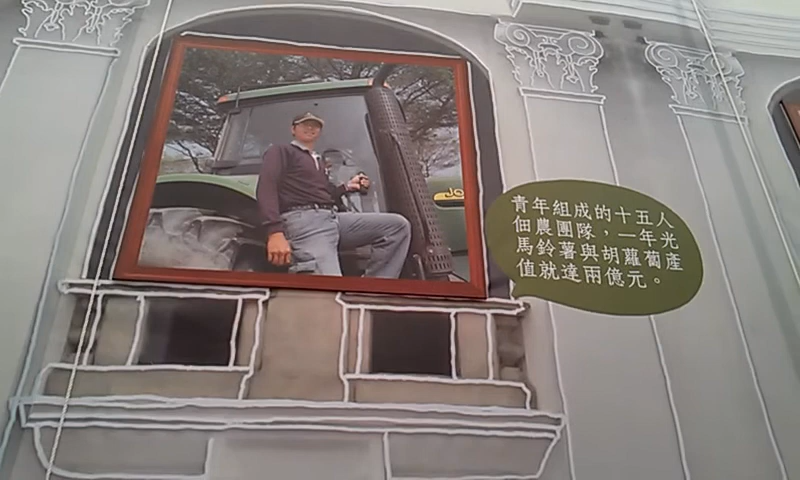 青年組成的十五人
佃農團隊，一年光
馬鈴薯與胡蘿蔔產
值就達兩億元。
JO